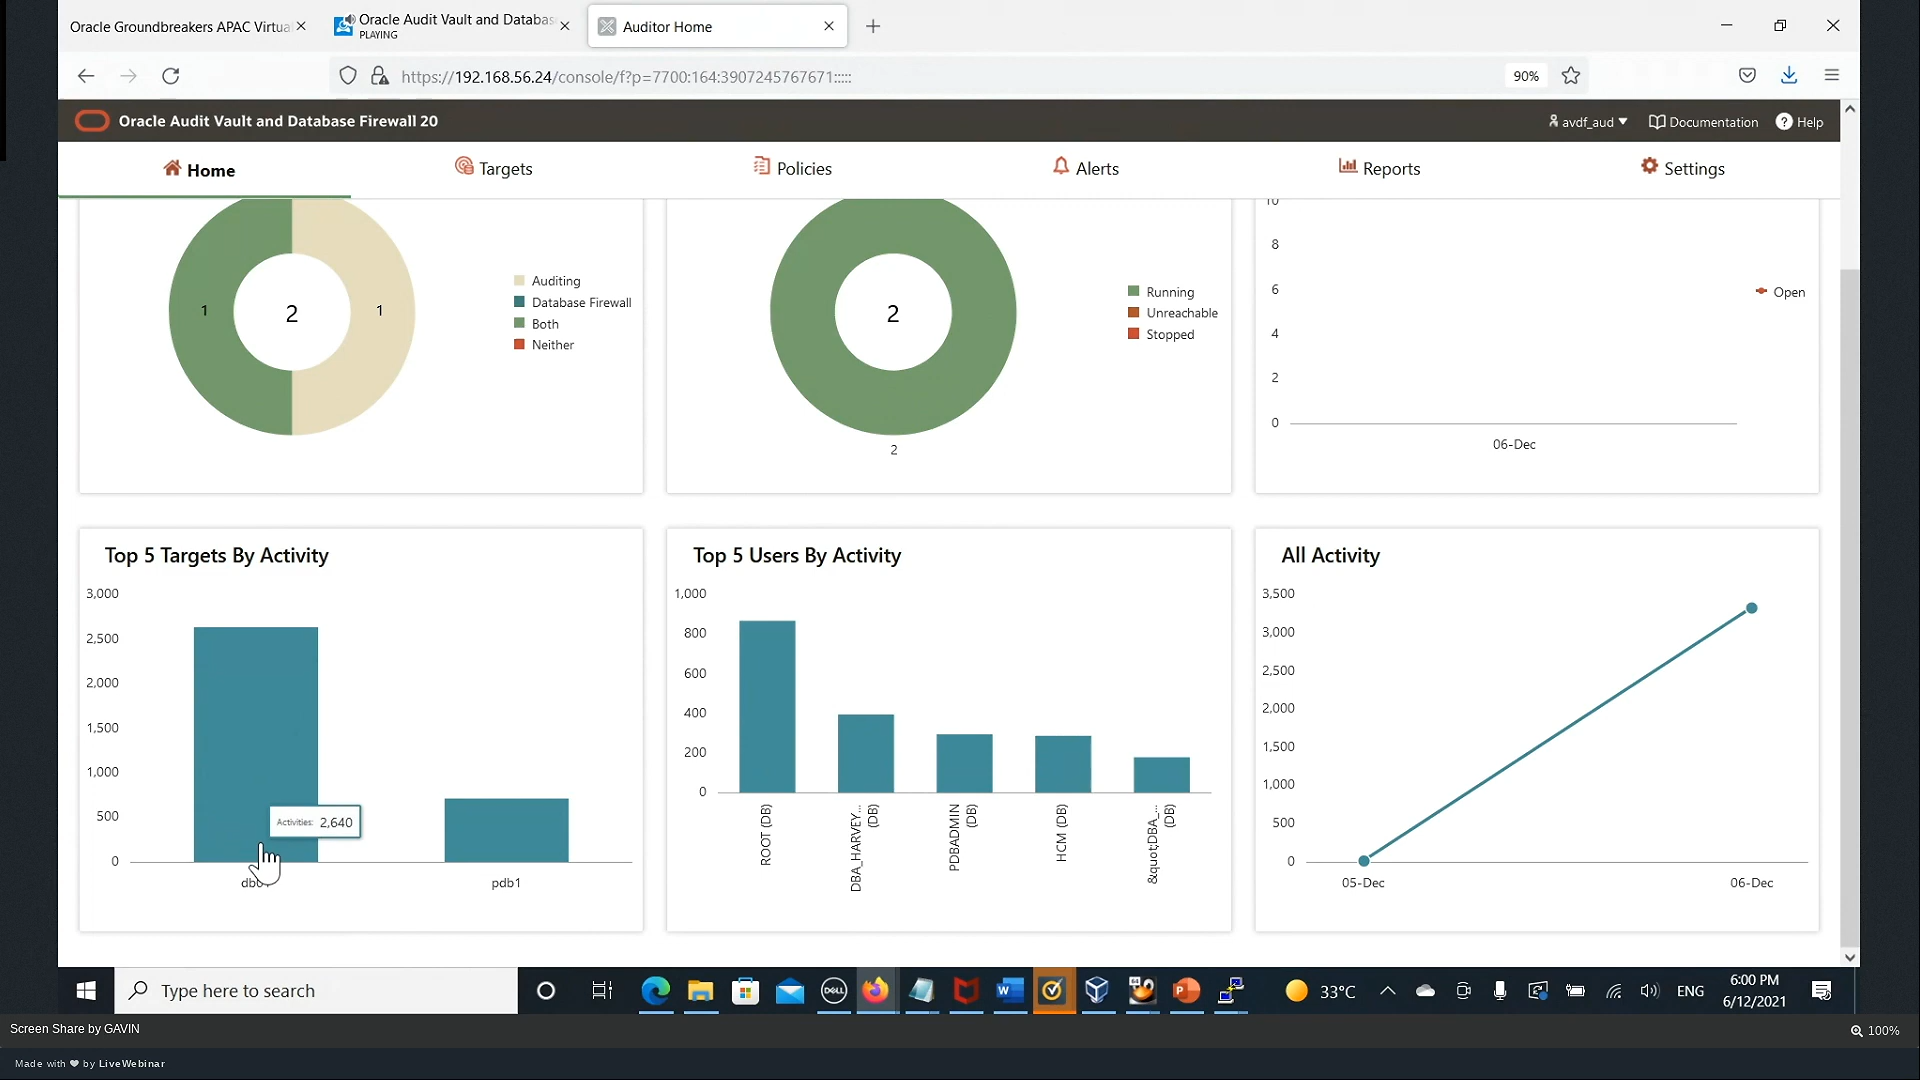 Oracle Groundbreakers APAC Virtua
Oracle Audit Vault and Databas
PLAYING
Auditor Home
https://192.168.56.24/console/f?p=7700:164:3907245767671:::::
90%
Oracle Audit Vault and Database Firewall 20
avdf_aud
Documentation
? Help
Home
Targets
Policies
Alerts
Reports
Settings
1
2
1
Auditing
Database Firewall
Both
Neither
2
2
Running
Unreachable
Stopped
10
8
6
4
2
0
06-Dec
Open
Top 5 Targets By Activity
3,000
2,500
2,000
1,500
1,000
500
0
Activities: 2,640
pdb1
Top 5 Users By Activity
1,000
800
600
400
200
0
ROOT (DB)
DBA_HARVEY... (DB)
PDBADMIN (DB)
HCM (DB)
&quot;DBA_... (DB)
All Activity
3,500
3,000
2,500
2,000
1,500
1,000
500
0
05-Dec
06-Dec
Type here to search
DELL
W
P
33°C
ENG
6:00 PM
6/12/2021
Screen Share by GAVIN
100%
Made with ❤ by LiveWebinar